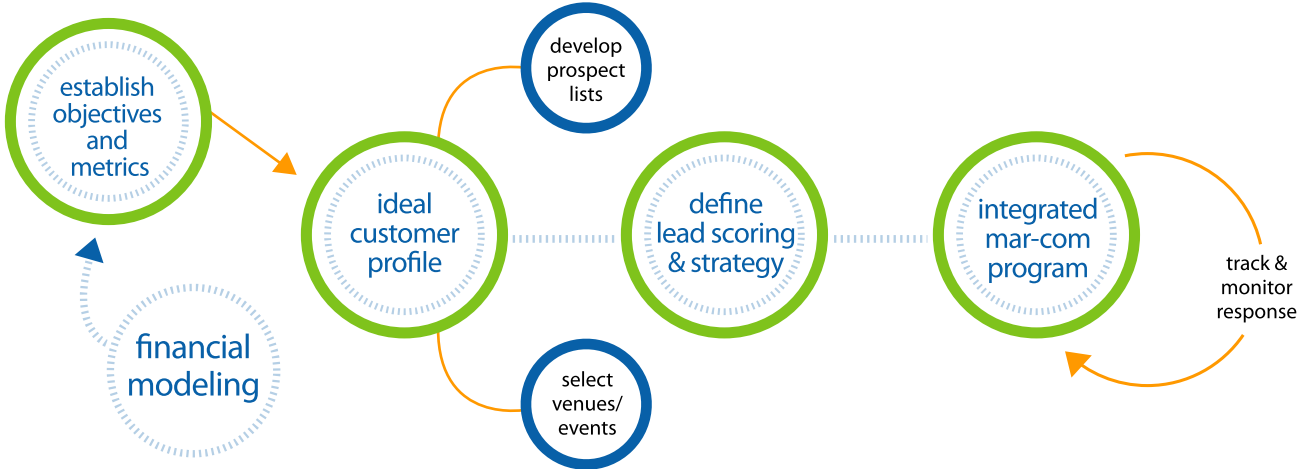 establish
objectives
and
metrics
financial
modeling
ideal
customer
profile
develop
prospect
lists
select
venues/
events
define
lead scoring
& strategy
integrated
mar-com
program
track &
monitor
response